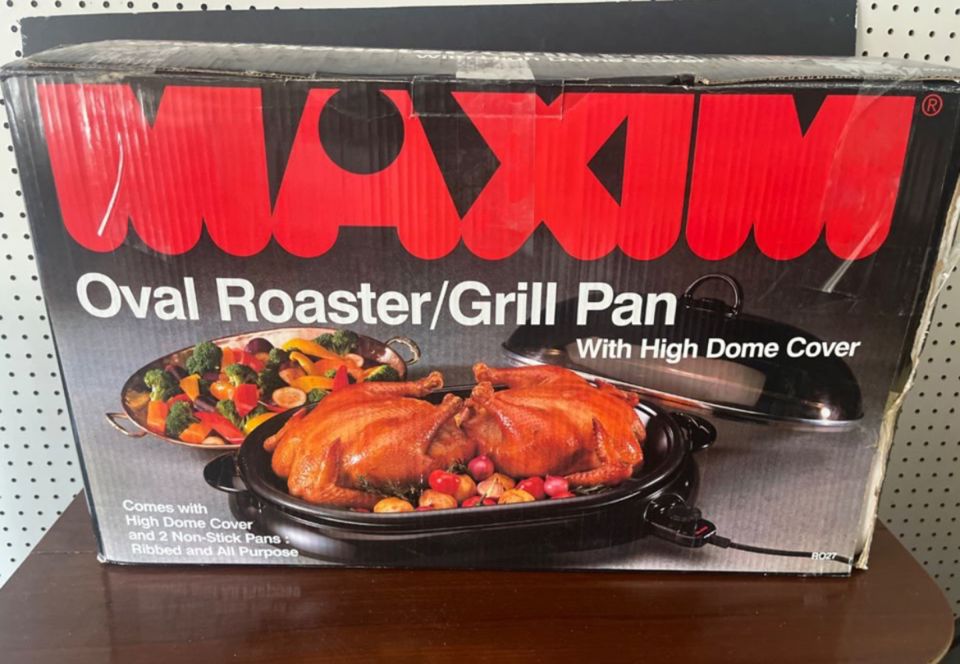 MAXIM®
Oval Roaster/Grill Pan
With High Dome Cover
Comes with
High Dome Cover
and 2 Non-Stick Pans :
Ribbed and All Purpose
RO27